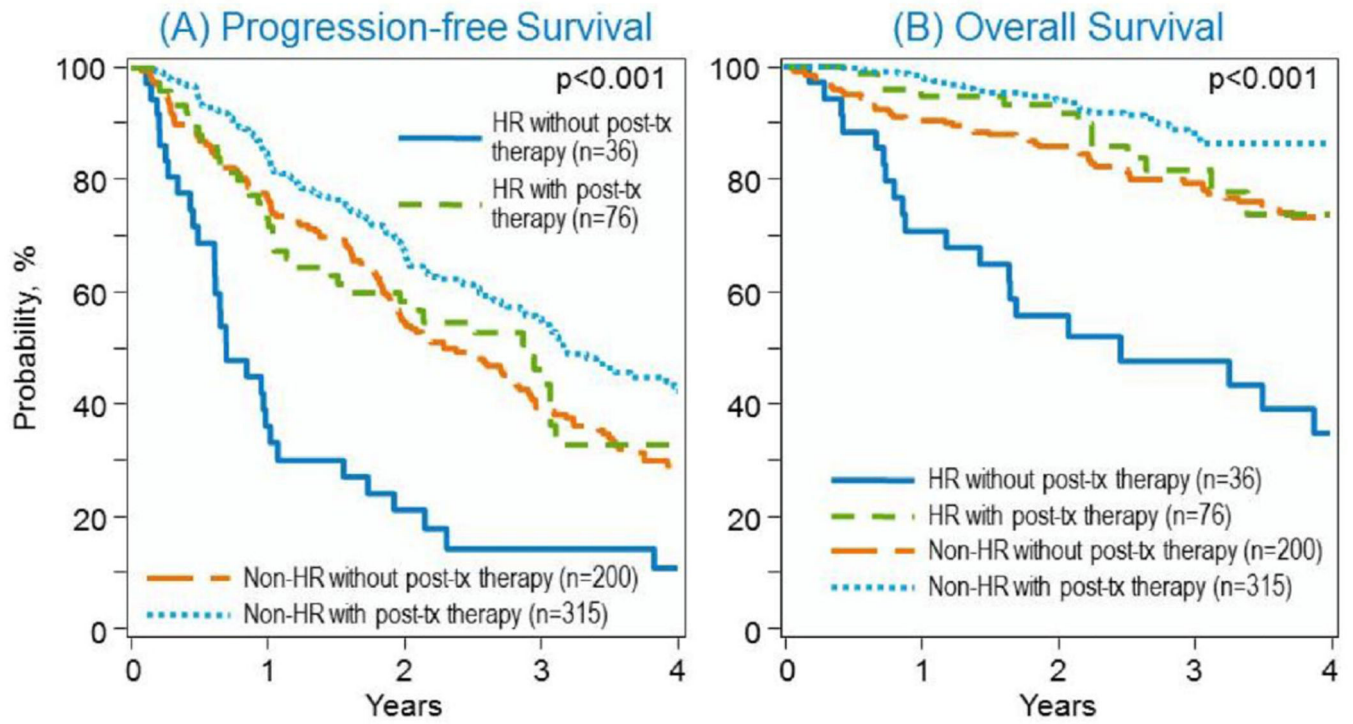 (A) Progression-free Survival
p<0.001
HR without post-tx
therapy (n=36)
HR with post-tx
therapy (n=76)
Non-HR without post-tx therapy (n=200)
Non-HR with post-tx therapy (n=315)
Probability, %
100
80
60
40
20
0
0 1 2 3 4
Years
(B) Overall Survival
p<0.001
HR without post-tx therapy (n=36)
HR with post-tx therapy (n=76)
Non-HR without post-tx therapy (n=200)
Non-HR with post-tx therapy (n=315)
100
80
60
40
20
0
0 1 2 3 4
Years